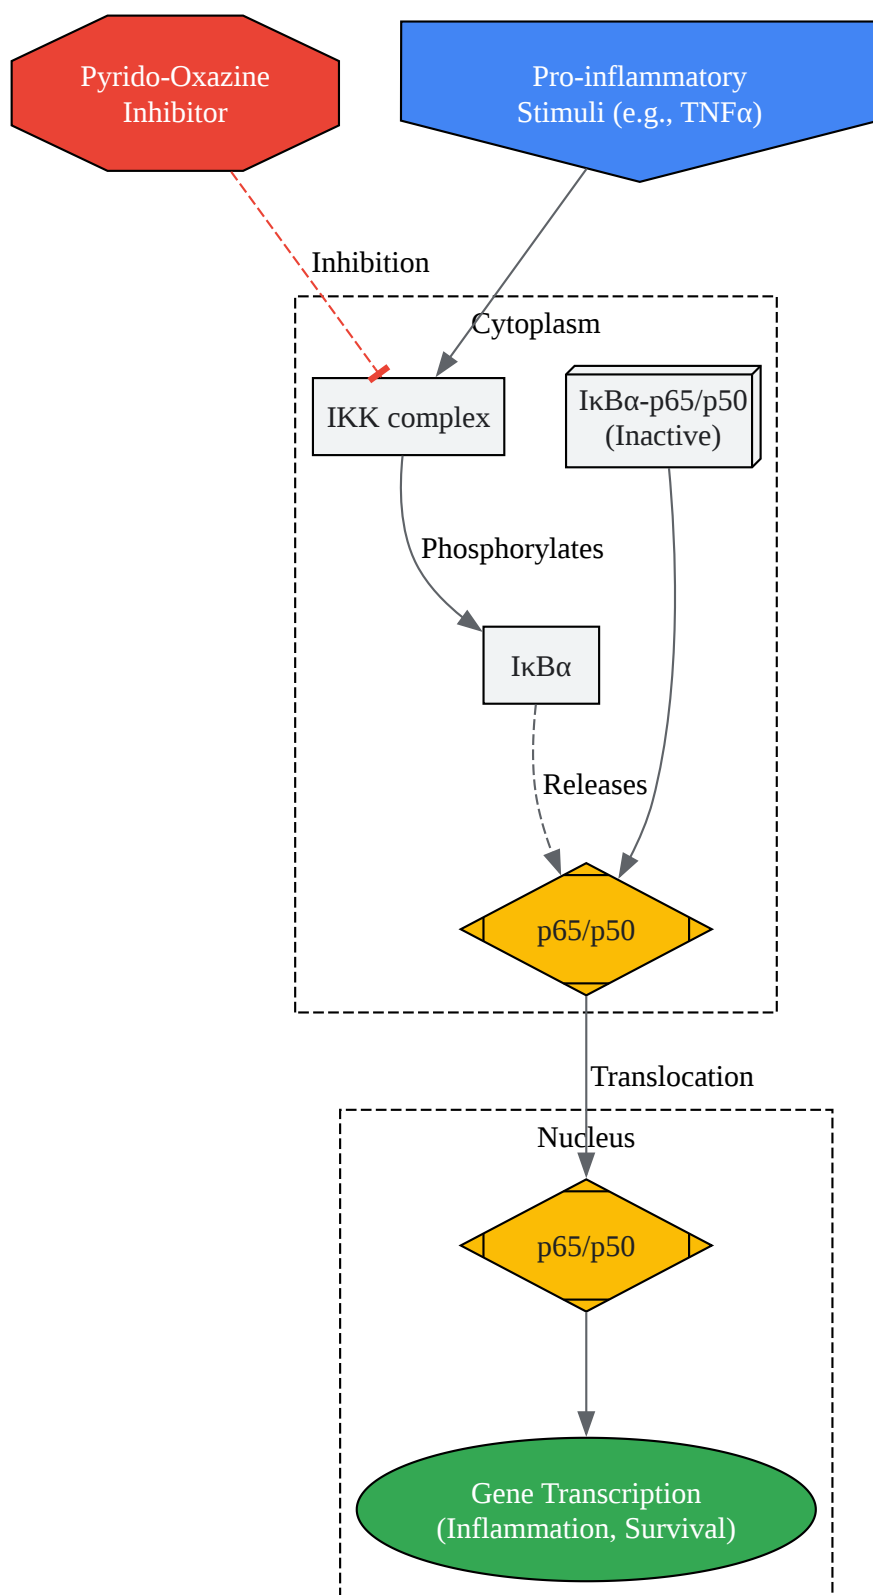 Pyrido-Oxazine
Inhibitor
Pro-inflammatory
Stimuli (e.g., TNFα)
Inhibition
Cytoplasm
IKK complex
IκBα-p65/p50
(Inactive)
Phosphorylates
IκBα
Releases
p65/p50
Translocation
Nucleus
p65/p50
Gene Transcription
(Inflammation, Survival)